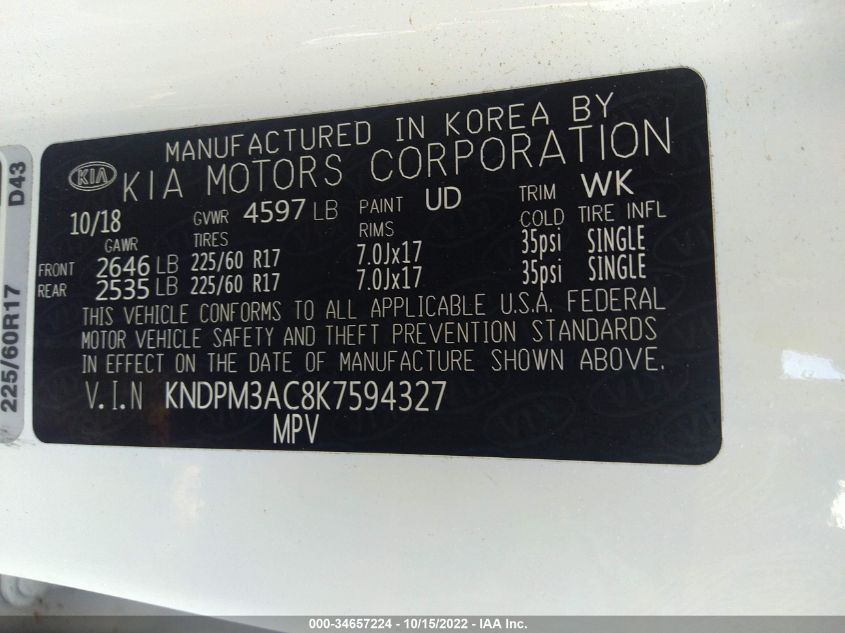 MANUFACTURED IN KOREA BY
KIA KIA MOTORS CORPORATION
10/18 GVWR 4597 LB PAINT UD TRIM WK
GAWR TIRES RIMS COLD TIRE INFL
FRONT 2646 LB 225/60 R17 7.0Jx17 35psi SINGLE
REAR 2535 LB 225/60 R17 7.0Jx17 35psi SINGLE
THIS VEHICLE CONFORMS TO ALL APPLICABLE U.S.A. FEDERAL
MOTOR VEHICLE SAFETY AND THEFT PREVENTION STANDARDS
IN EFFECT ON THE DATE OF MANUFACTURE SHOWN ABOVE.
V.I.N KNDPM3AC8K7594327
MPV
225/60R17 D43
000-34657224 - 10/15/2022 - IAA Inc.